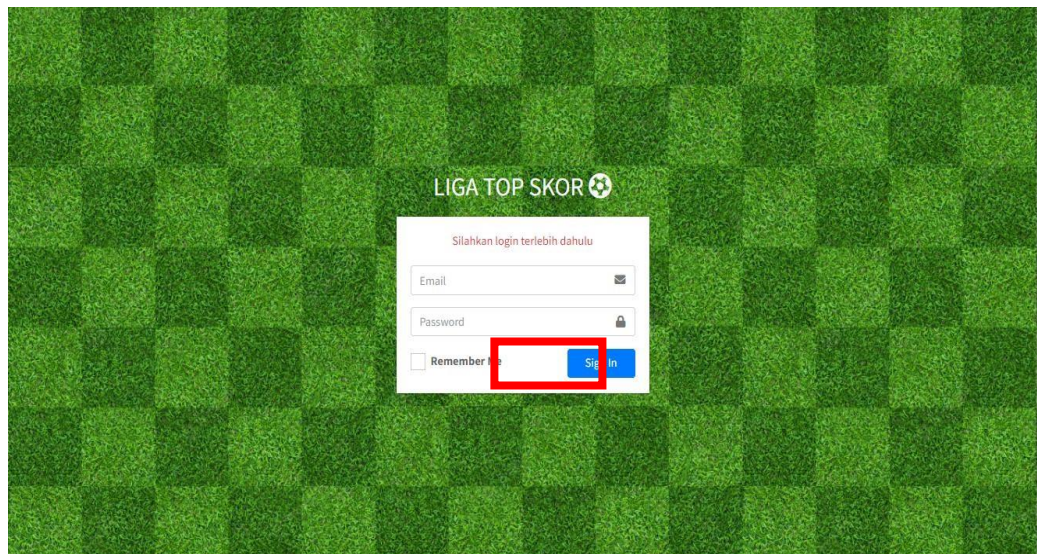 LIGA TOP SKOR
Silahkan login terlebih dahulu
Email
Password
Remember Me
Sign In